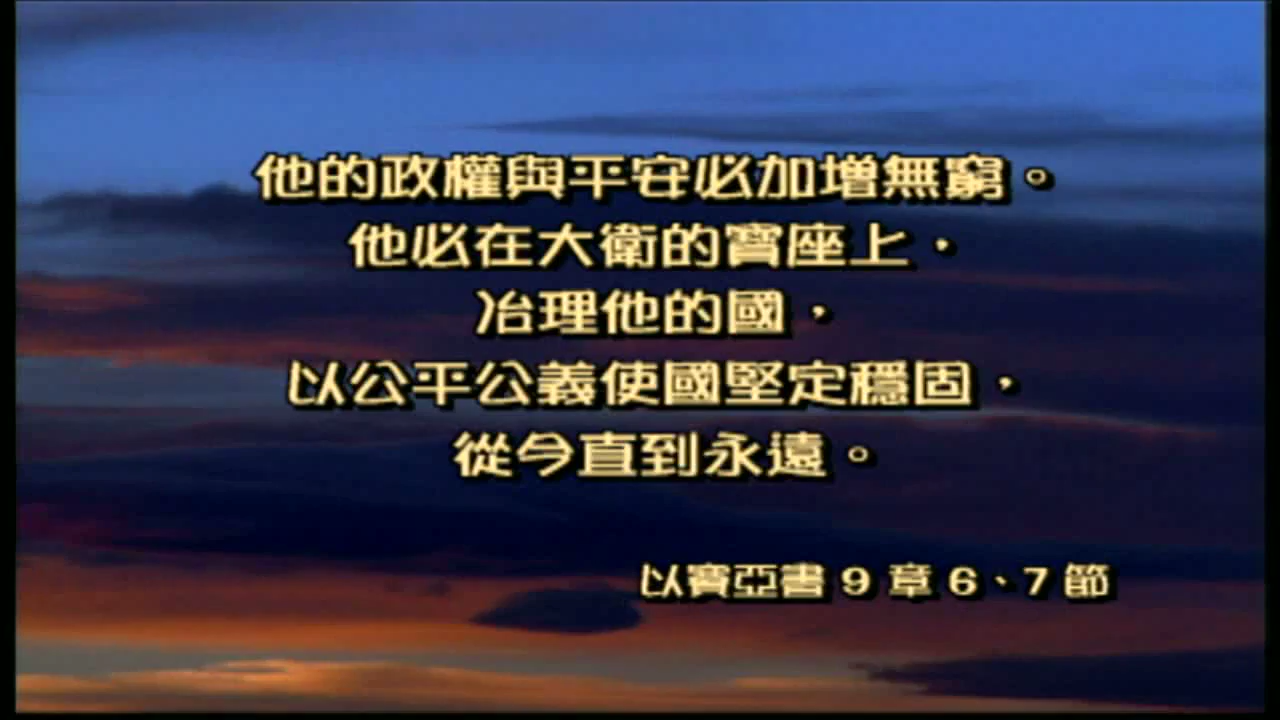 他的政權與平安必加增無窮。
他必在大衛的寶座上，
治理他的國，
以公平公義使國堅定穩固，
從今直到永遠。
以賽亞書 9 章 6、7 節